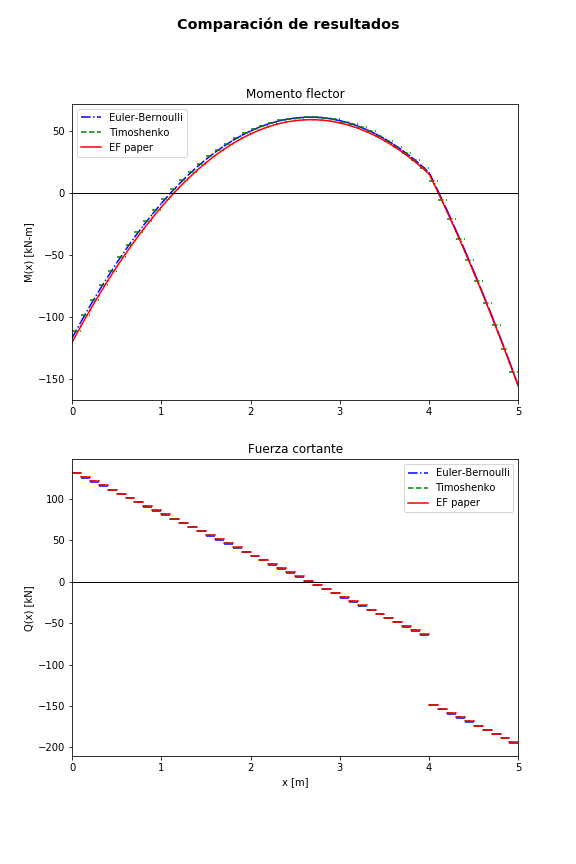 Comparación de resultados
Momento flector
Euler-Bernoulli
Timoshenko
EF paper
50
0
−50
−100
−150
M(x) [kN-m]
0 1 2 3 4 5
Fuerza cortante
Euler-Bernoulli
Timoshenko
EF paper
100
50
0
−50
−100
−150
−200
Q(x) [kN]
0 1 2 3 4 5
x [m]